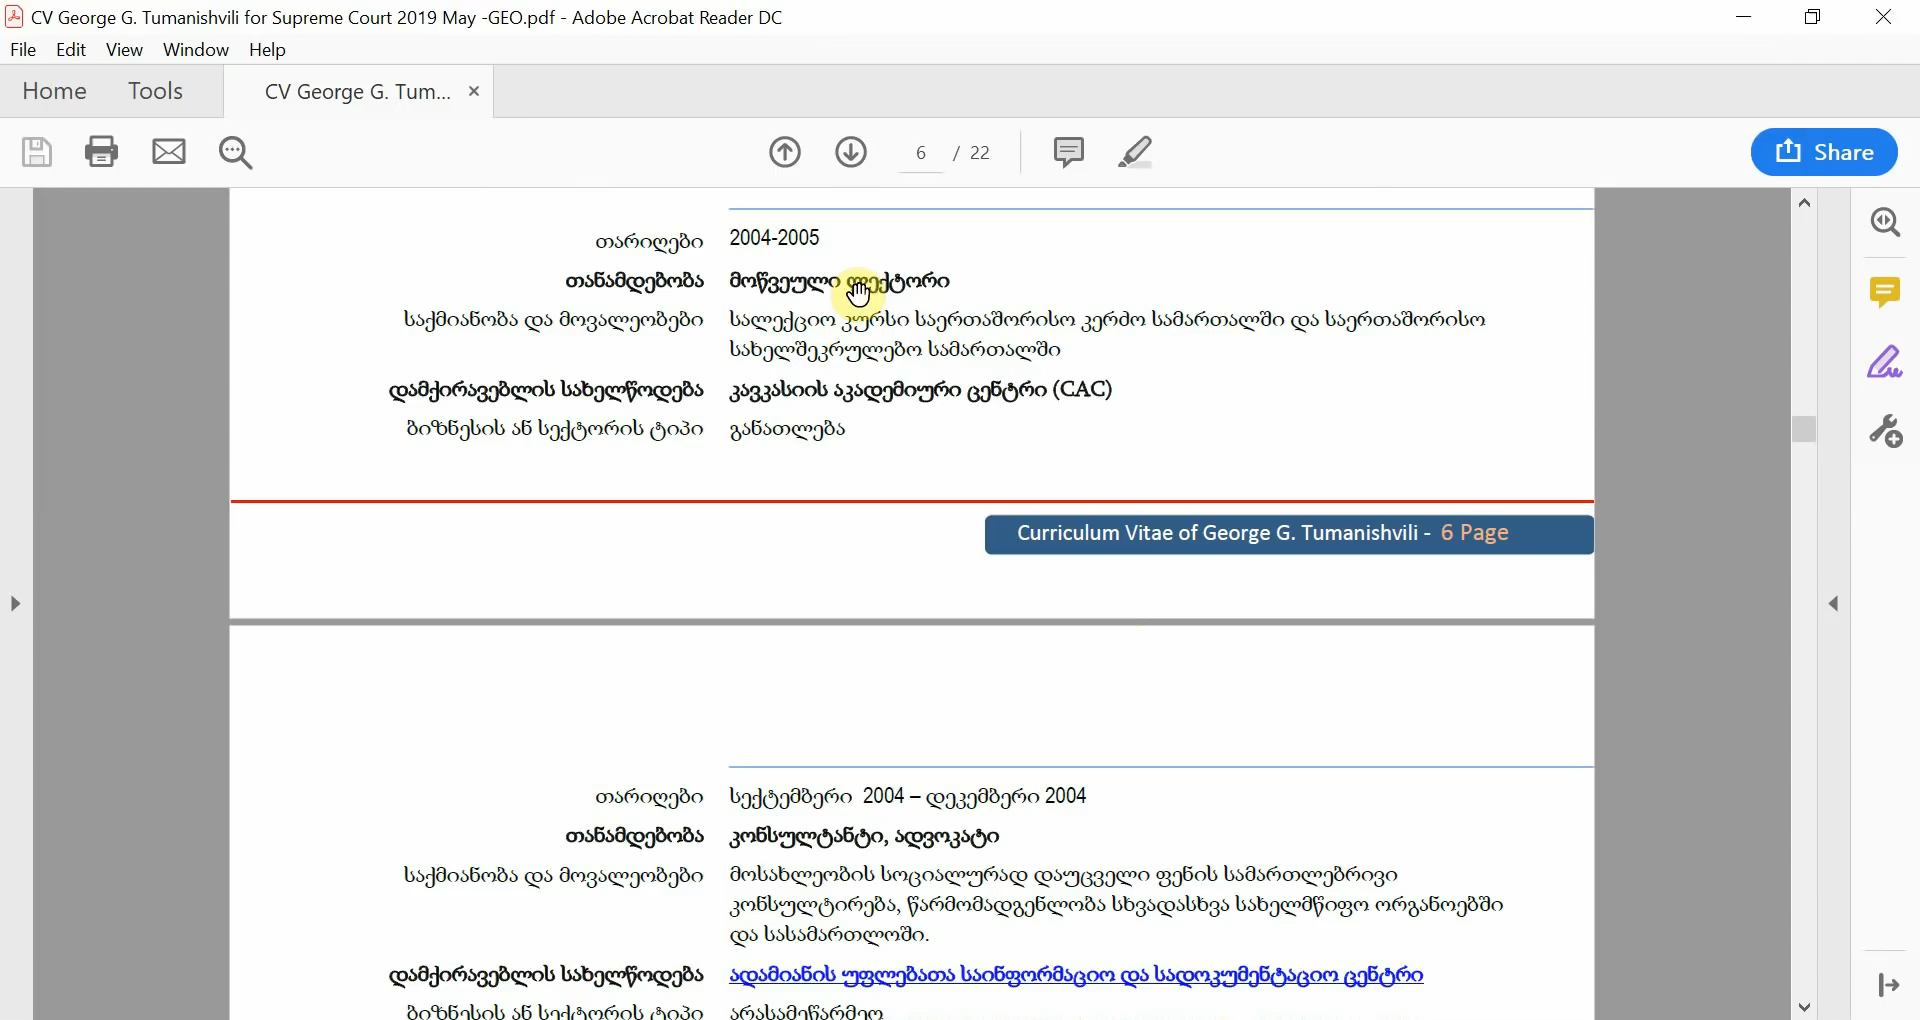 CV George G. Tumanishvili for Supreme Court 2019 May -GEO.pdf - Adobe Acrobat Reader DC
File Edit View Window Help
Home Tools CV George G. Tum... ×
6 / 22 Share
თარიღები 2004-2005
თანამდებობა მოწვეული ლექტორი
საქმიანობა და მოვალეობები სალექციო კურსი საერთაშორისო კერძო სამართალში და საერთაშორისო
სახელშეკრულებო სამართალში
დამქირავებლის სახელწოდება კავკასიის აკადემიური ცენტრი (CAC)
ბიზნესის ან სექტორის ტიპი განათლება
Curriculum Vitae of George G. Tumanishvili - 6 Page
თარიღები სექტემბერი 2004 – დეკემბერი 2004
თანამდებობა კონსულტანტი, ადვოკატი
საქმიანობა და მოვალეობები მოსახლეობის სოციალურად დაუცველი ფენის სამართლებრივი
კონსულტირება, წარმომადგენლობა სხვადასხვა სახელმწიფო ორგანოებში
და სასამართლოში.
დამქირავებლის სახელწოდება ადამიანის უფლებათა საინფორმაციო და სადოკუმენტაციო ცენტრი
ბიზნესის ან სექტორის ტიპი არასამეწარმეო